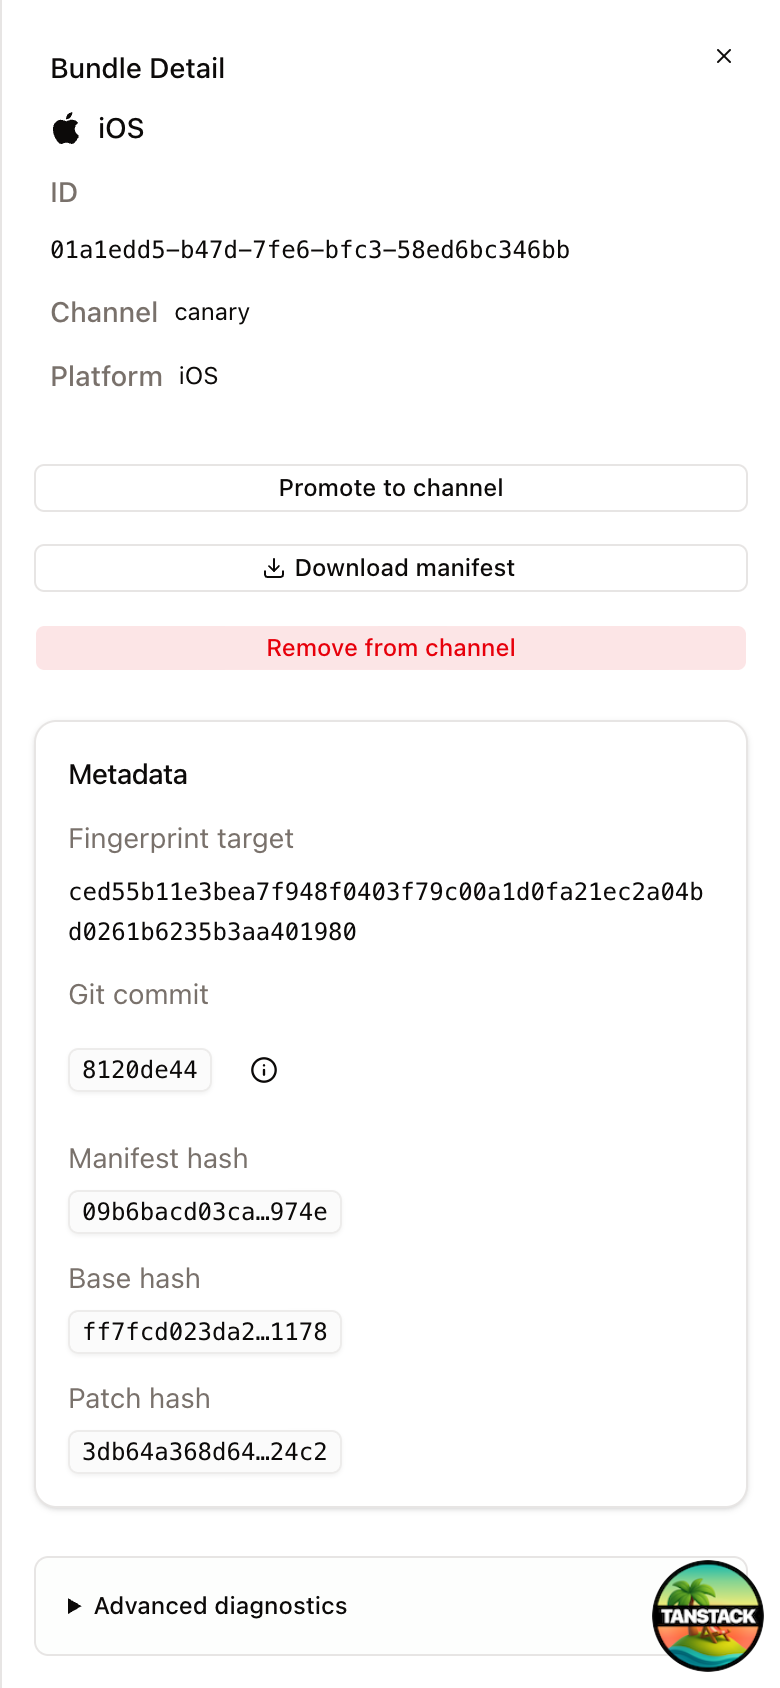 Bundle Detail
iOS
ID
01a1edd5-b47d-7fe6-bfc3-58ed6bc346bb
Channel canary
Platform iOS
Promote to channel
Download manifest
Remove from channel
Metadata
Fingerprint target
ced55b11e3bea7f948f0403f79c00a1d0fa21ec2a04b
d0261b6235b3aa401980
Git commit
8120de44
Manifest hash
09b6bacd03ca…974e
Base hash
ff7fcd023da2…1178
Patch hash
3db64a368d64…24c2
Advanced diagnostics
TANSTACK